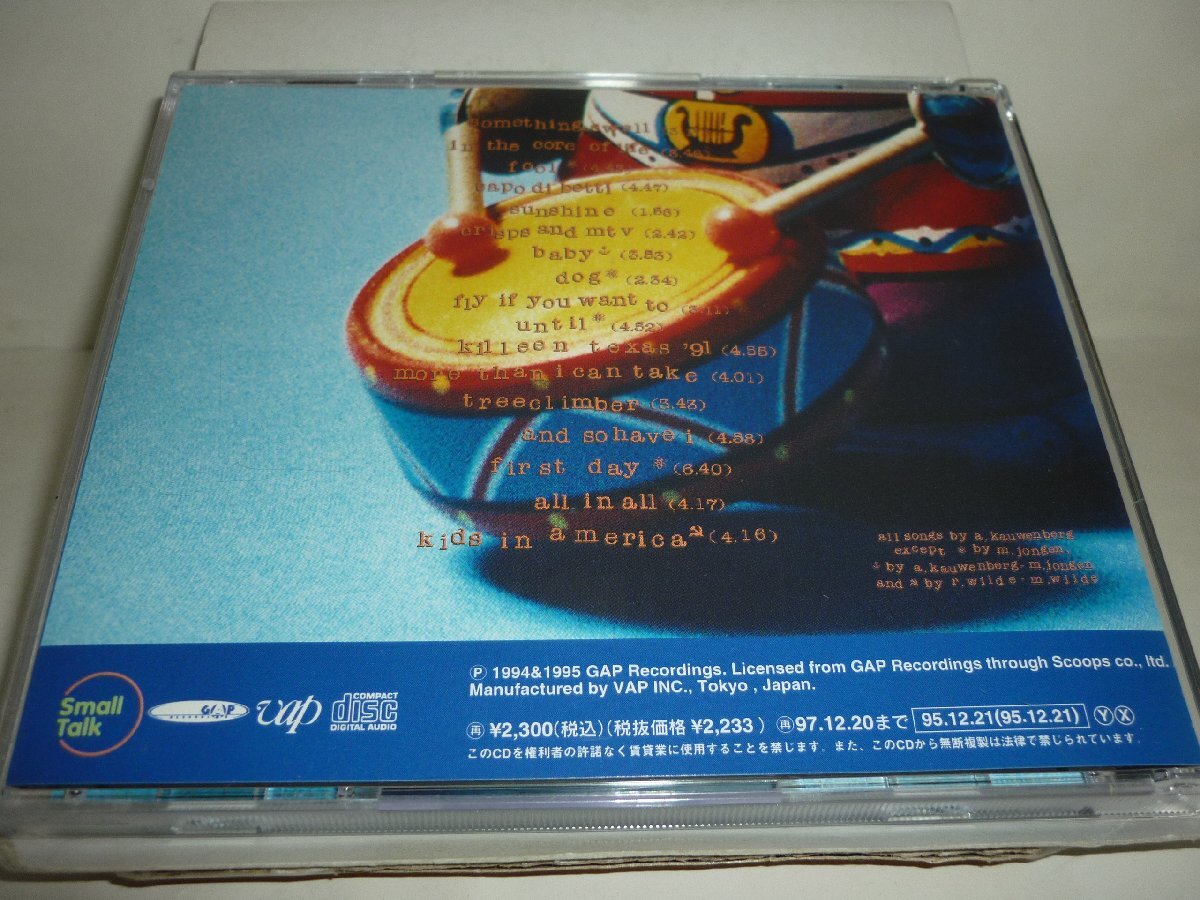 something swell
in the core of life (3.48)
fool *
capo di betti (4.47)
sunshine (1.56)
crisps and mtv (2.42)
baby ⚓ (3.53)
dog* (2.34)
fly if you want to (3.11)
until* (4.52)
killeen texas '91 (4.55)
more than i can take (4.01)
treeclimber (3.43)
and so have i (4.58)
first day * (6.40)
all in all (4.17)
kids in america☭ (4.16)
all songs by a.kauwenberg
except * by m.jongen,
⚓ by a.kauwenberg-m.jongen
and ☭ by r.wilde-m.wilde
Small
Talk
GAP
RECORDINGS
vap
COMPACT
disc
DIGITAL AUDIO
Ⓟ 1994&1995 GAP Recordings. Licensed from GAP Recordings through Scoops co., ltd.
Manufactured by VAP INC., Tokyo , Japan.
㊢ ¥2,300(税込)(税抜価格 ¥2,233 ) 再 97.12.20まで 95.12.21(95.12.21) Ⓨ Ⓧ
このCDを権利者の許諾なく賃貸業に使用することを禁じます. また、このCDから無断複製は法律で禁じられています.